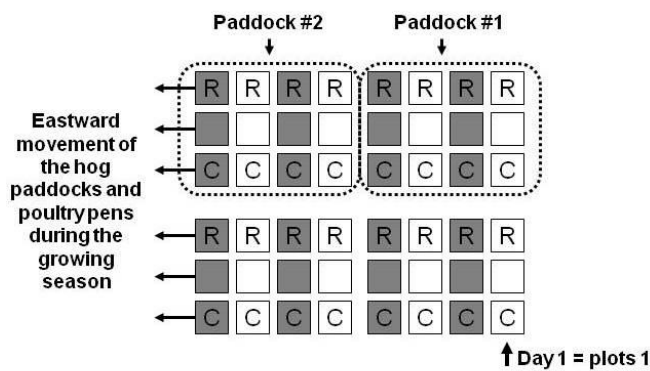 Paddock #2 Paddock #1
R R R R R R R R
Eastward
movement of
the hog
paddocks and
poultry pens
during the
growing
season
C C C C C C C C
R R R R R R R R
C C C C C C C C
Day 1 = plots 1